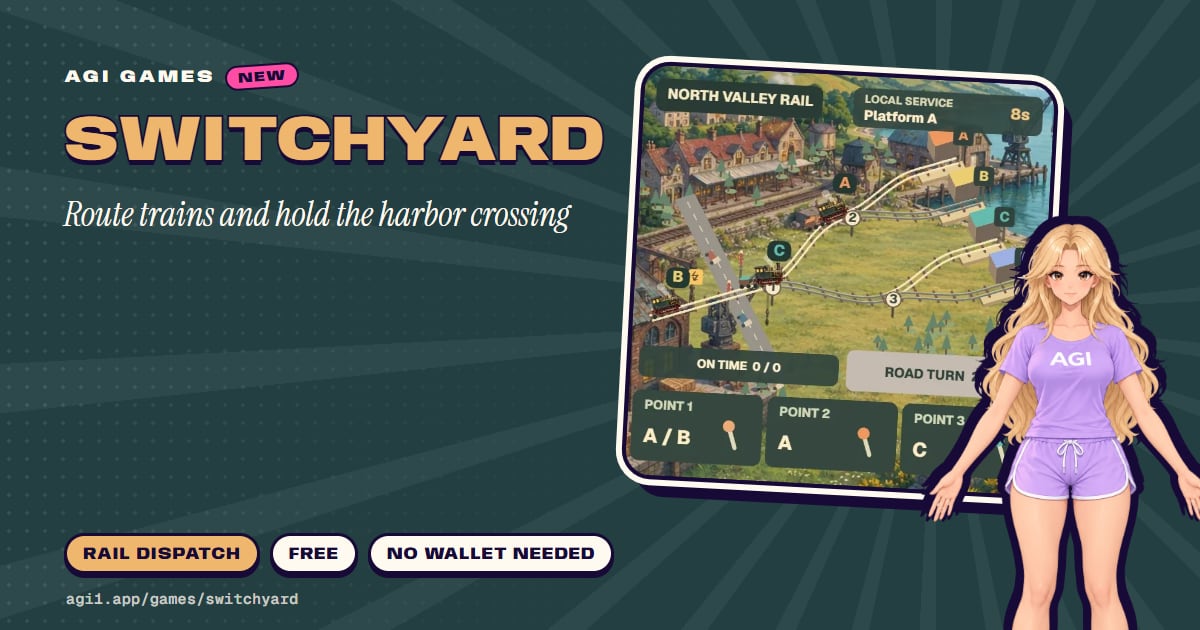 AGI GAMES NEW
SWITCHYARD
Route trains and hold the harbor crossing
NORTH VALLEY RAIL
LOCAL SERVICE
Platform A
8s
A
B
A
C
2
C
B
1
3
ON TIME 0 / 0
ROAD TURN
POINT 1
A / B
POINT 2
A
POINT 3
C
AGI
RAIL DISPATCH
FREE
NO WALLET NEEDED
agi1.app/games/switchyard